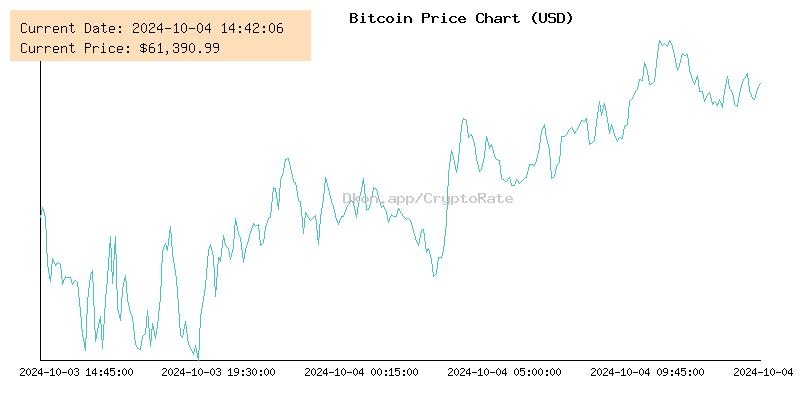 Bitcoin Price Chart (USD)
Current Date: 2024-10-04 14:42:06
Current Price: $61,390.99
Dkon.app/CryptoRate
2024-10-03 14:45:00 2024-10-03 19:30:00 2024-10-04 00:15:00 2024-10-04 05:00:00 2024-10-04 09:45:00 2024-10-04